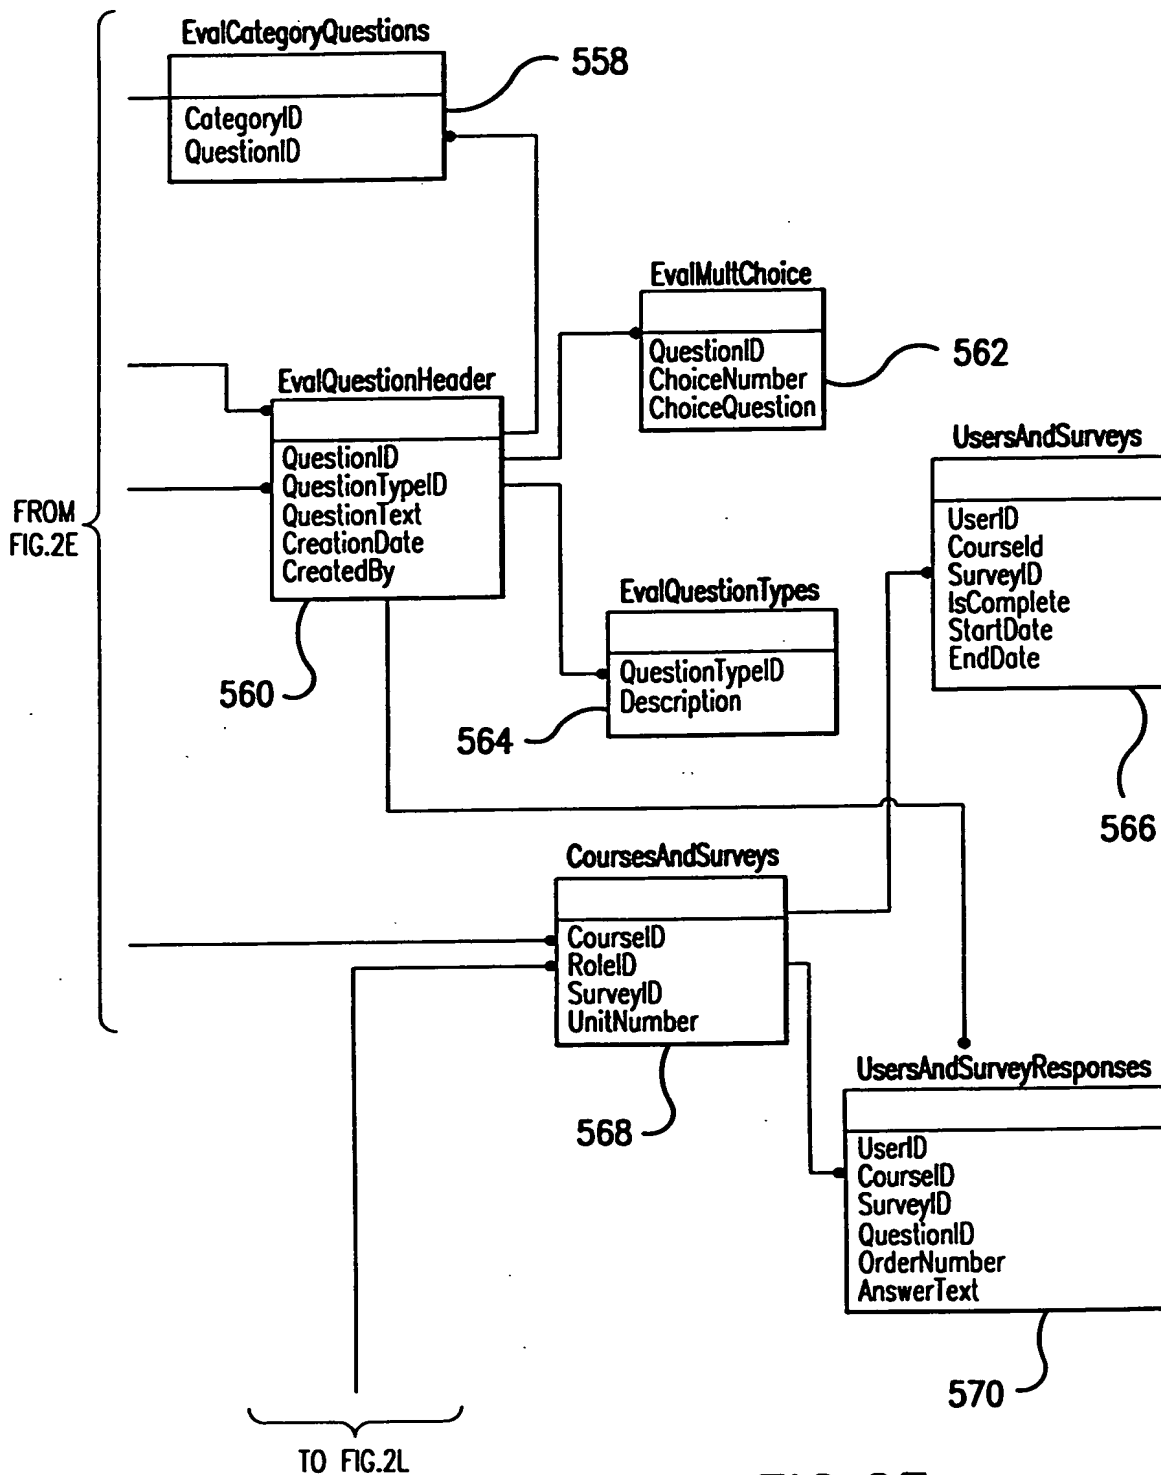 EvalCategoryQuestions
558
CategoryID
QuestionID
EvalMultChoice
QuestionID
ChoiceNumber
ChoiceQuestion
562
EvalQuestionHeader
QuestionID
QuestionTypeID
QuestionText
CreationDate
CreatedBy
560
FROM
FIG.2E
UsersAndSurveys
UserID
CourseId
SurveyID
IsComplete
StartDate
EndDate
566
EvalQuestionTypes
QuestionTypeID
Description
564
CoursesAndSurveys
CourseID
RoleID
SurveyID
UnitNumber
568
UsersAndSurveyResponses
UserID
CourseID
SurveyID
QuestionID
OrderNumber
AnswerText
570
TO FIG.2L